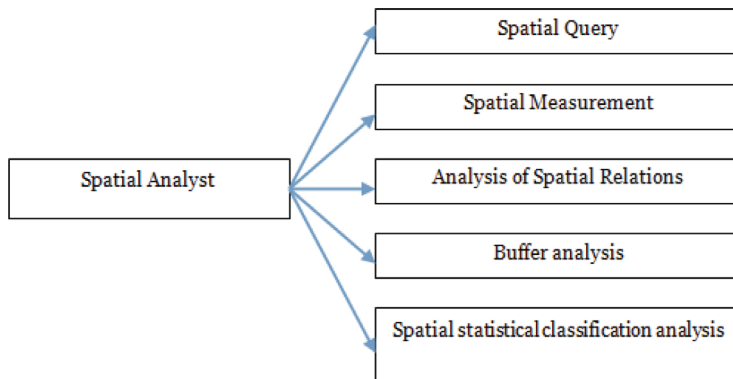 Spatial Query
Spatial Measurement
Spatial Analyst
Analysis of Spatial Relations
Buffer analysis
Spatial statistical classification analysis